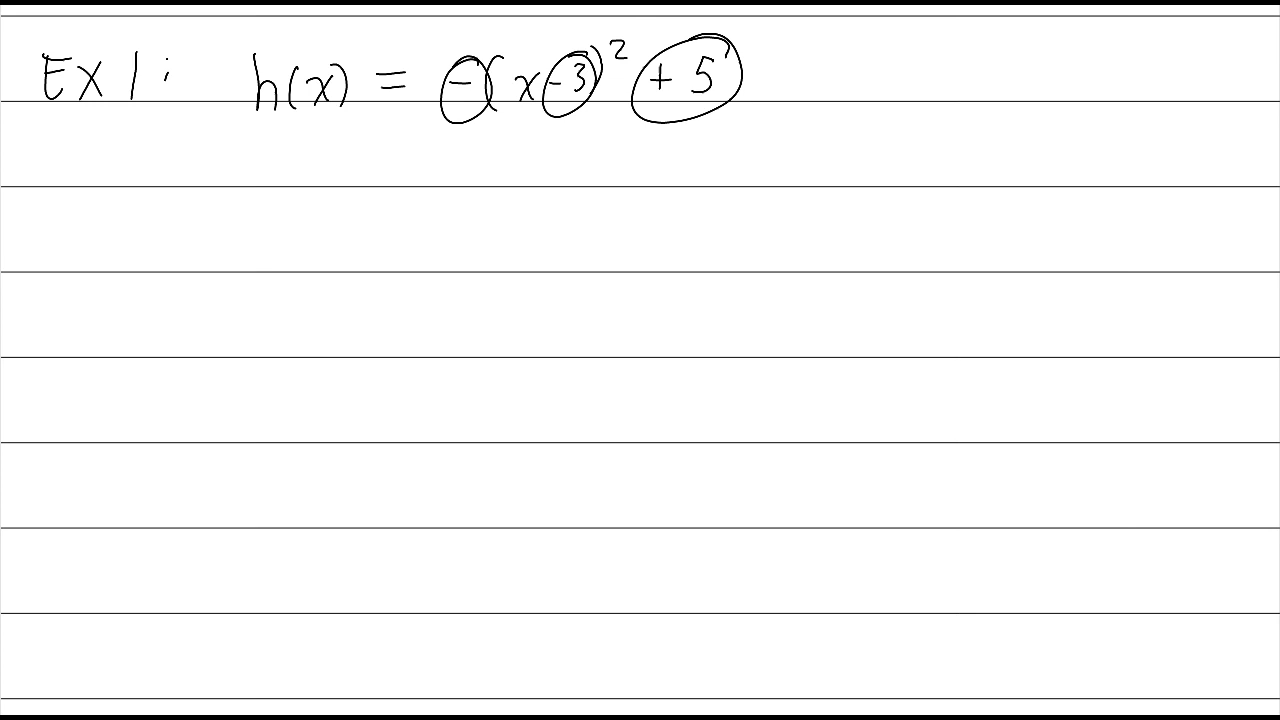 EX 1: h(x) = -(x-3)² + 5